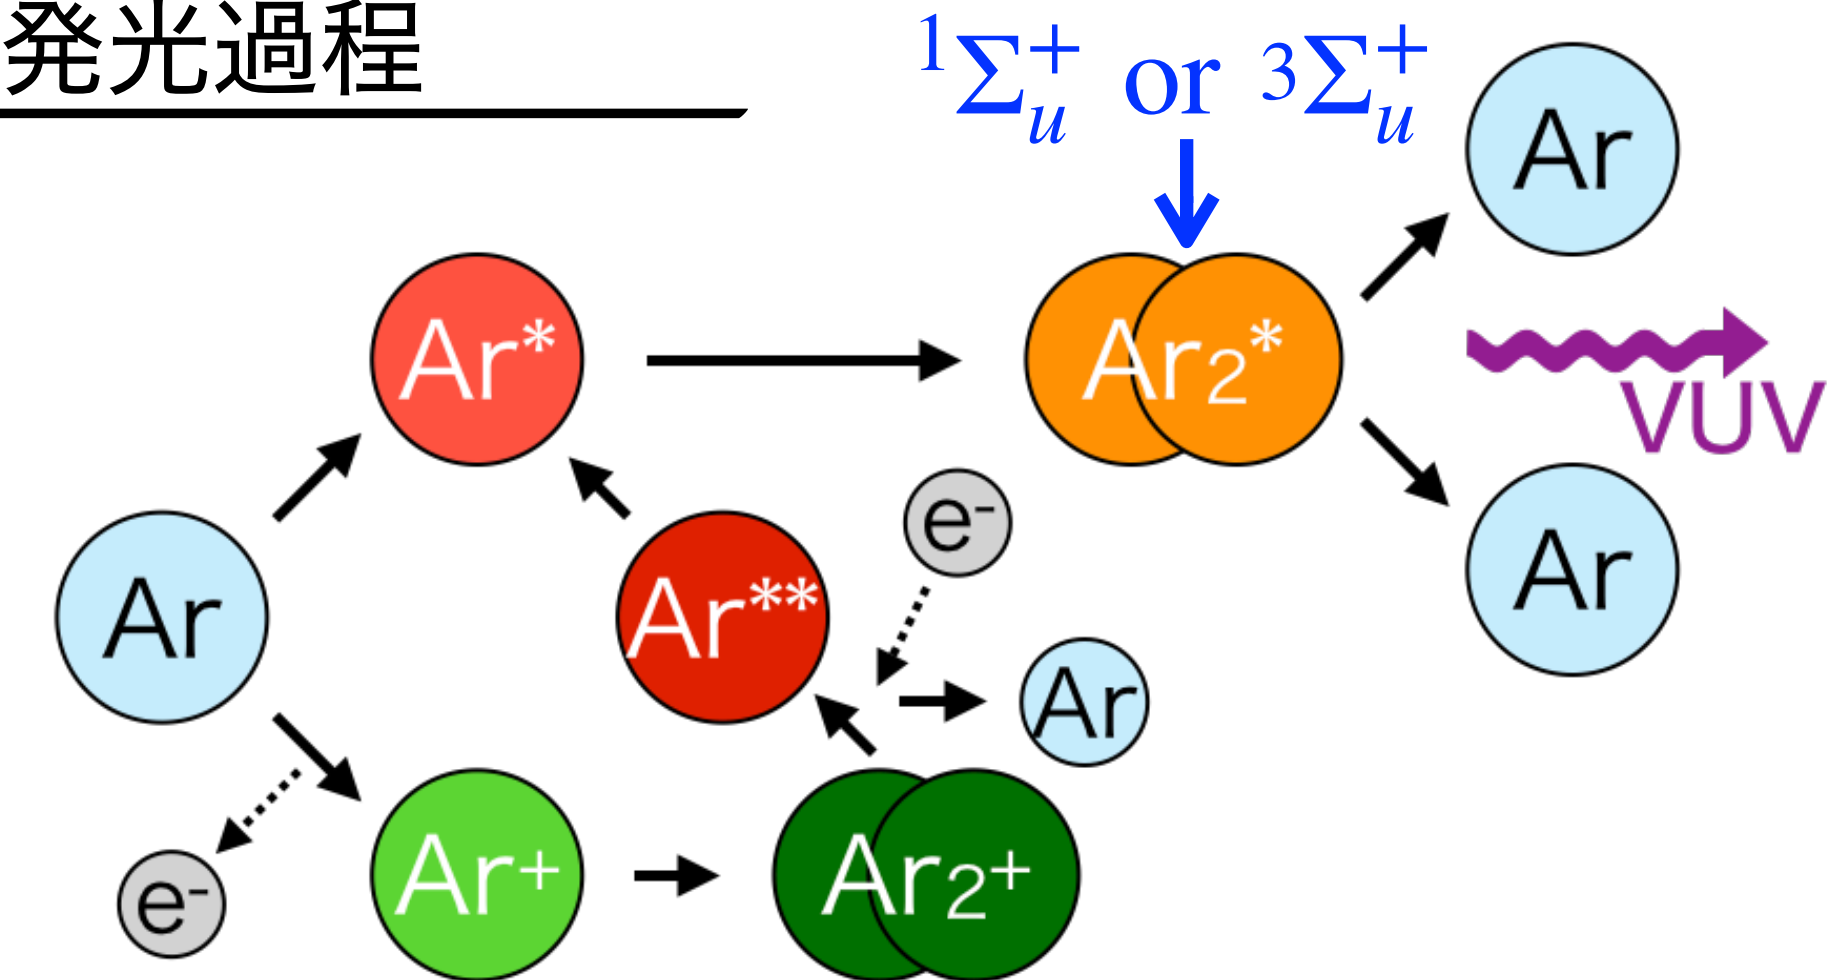 発光過程
¹Σᵤ⁺ or ³Σᵤ⁺
Ar
Ar*
Ar₂*
VUV
e⁻
Ar
Ar**
Ar
Ar
e⁻
Ar⁺
Ar₂⁺